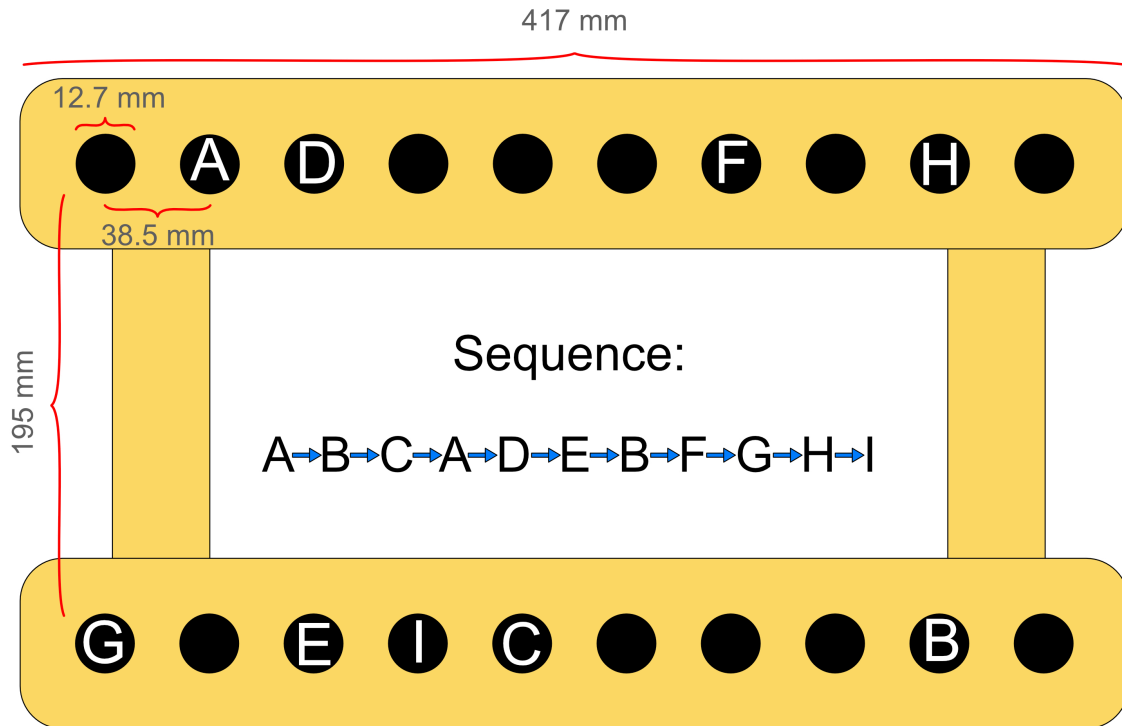 417 mm
12.7 mm
A D F H
38.5 mm
195 mm
Sequence:
A→B→C→A→D→E→B→F→G→H→I
G E I C B